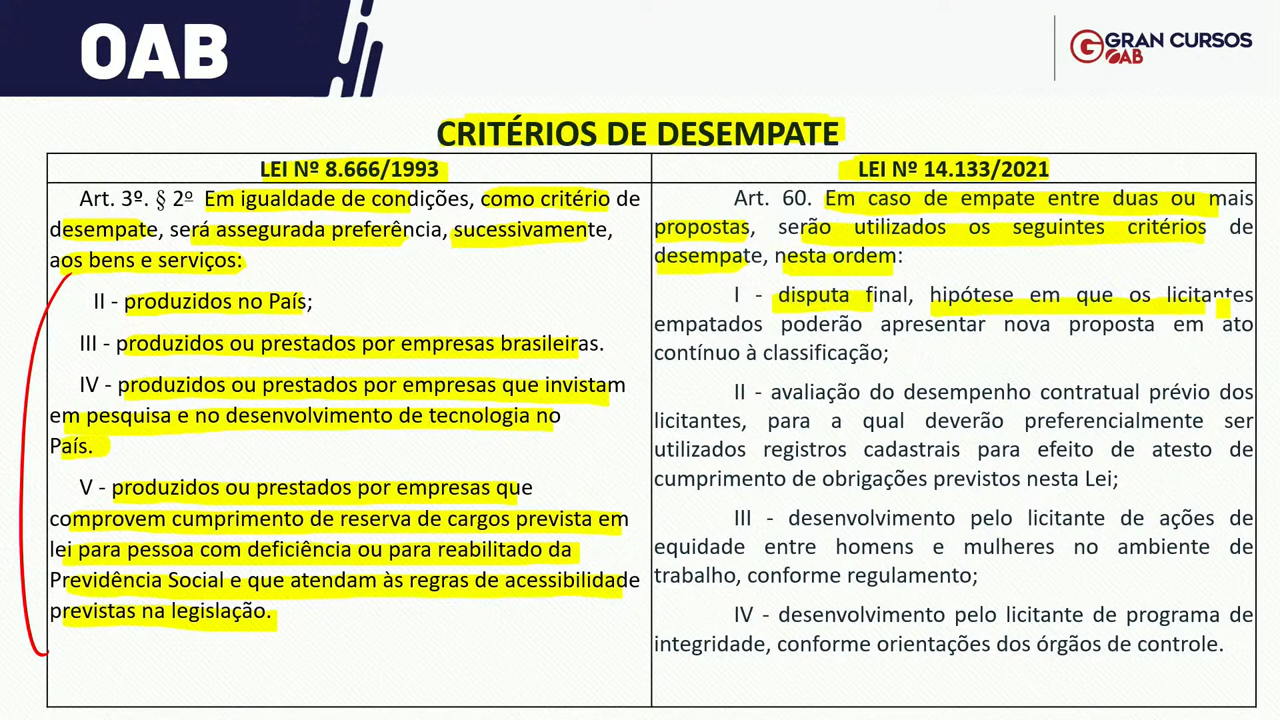 OAB
GRAN CURSOS
OAB
CRITÉRIOS DE DESEMPATE
LEI Nº 8.666/1993
Art. 3º. § 2º Em igualdade de condições, como critério de
desempate, será assegurada preferência, sucessivamente,
aos bens e serviços:
II - produzidos no País;
III - produzidos ou prestados por empresas brasileiras.
IV - produzidos ou prestados por empresas que invistam
em pesquisa e no desenvolvimento de tecnologia no
País.
V - produzidos ou prestados por empresas que
comprovem cumprimento de reserva de cargos prevista em
lei para pessoa com deficiência ou para reabilitado da
Previdência Social e que atendam às regras de acessibilidade
previstas na legislação.
LEI Nº 14.133/2021
Art. 60. Em caso de empate entre duas ou mais
propostas, serão utilizados os seguintes critérios de
desempate, nesta ordem:
I - disputa final, hipótese em que os licitantes
empatados poderão apresentar nova proposta em ato
contínuo à classificação;
II - avaliação do desempenho contratual prévio dos
licitantes, para a qual deverão preferencialmente ser
utilizados registros cadastrais para efeito de atesto de
cumprimento de obrigações previstos nesta Lei;
III - desenvolvimento pelo licitante de ações de
equidade entre homens e mulheres no ambiente de
trabalho, conforme regulamento;
IV - desenvolvimento pelo licitante de programa de
integridade, conforme orientações dos órgãos de controle.